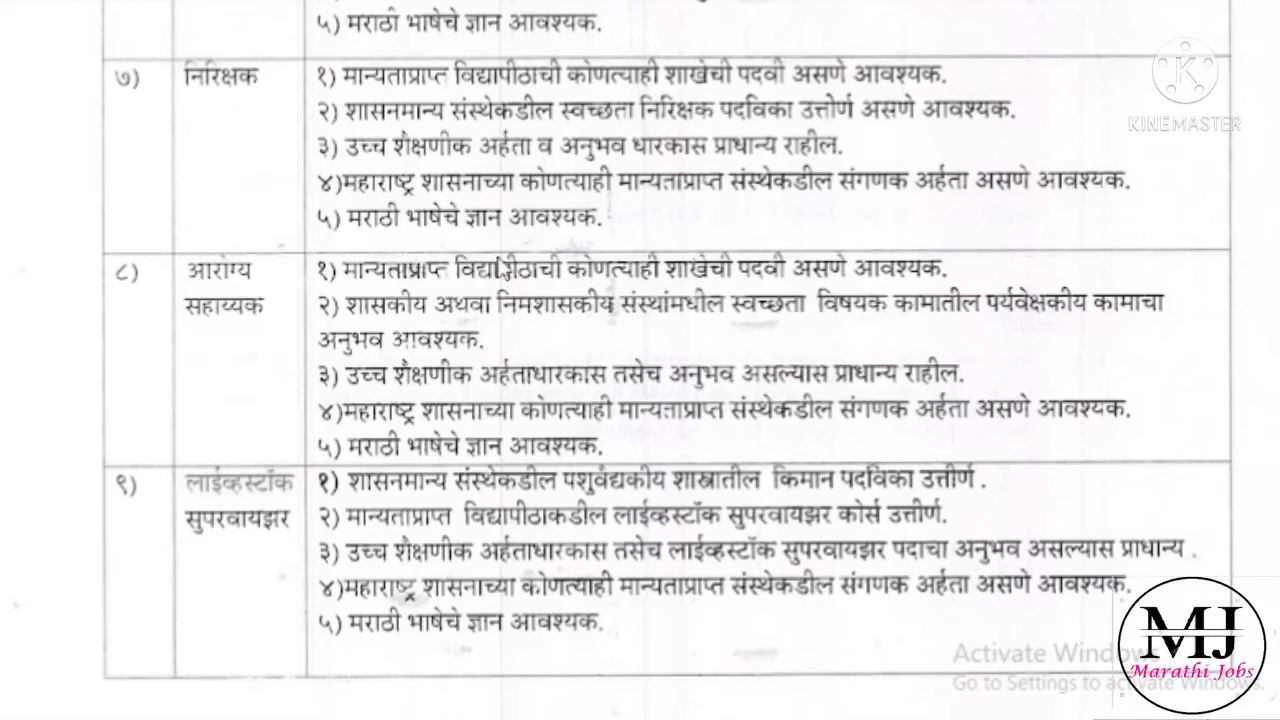 ५) मराठी भाषेचे ज्ञान आवश्यक.
७) निरिक्षक १) मान्यताप्राप्त विद्यापीठाची कोणत्याही शाखेची पदवी असणे आवश्यक.
२) शासनमान्य संस्थेकडील स्वच्छता निरिक्षक पदविका उत्तीर्ण असणे आवश्यक.
३) उच्च शैक्षणीक अर्हता व अनुभव धारकास प्राधान्य राहील.
४)महाराष्ट्र शासनाच्या कोणत्याही मान्यताप्राप्त संस्थेकडील संगणक अर्हता असणे आवश्यक.
५) मराठी भाषेचे ज्ञान आवश्यक.
KINEMASTER
८) आरोग्य १) मान्यताप्राप्त विद्यापीठाची कोणत्याही शाखेची पदवी असणे आवश्यक.
सहाय्यक २) शासकीय अथवा निमशासकीय संस्थांमधील स्वच्छता विषयक कामातील पर्यवेक्षकीय कामाचा
अनुभव आवश्यक.
३) उच्च शैक्षणीक अर्हताधारकास तसेच अनुभव असल्यास प्राधान्य राहील.
४)महाराष्ट्र शासनाच्या कोणत्याही मान्यताप्राप्त संस्थेकडील संगणक अर्हता असणे आवश्यक.
५) मराठी भाषेचे ज्ञान आवश्यक.
९) लाईव्हस्टॉक १) शासनमान्य संस्थेकडील पशुवैद्यकीय शास्त्रातील किमान पदविका उत्तीर्ण .
सुपरवायझर २) मान्यताप्राप्त विद्यापीठाकडील लाईव्हस्टॉक सुपरवायझर कोर्स उत्तीर्ण.
३) उच्च शैक्षणीक अर्हताधारकास तसेच लाईव्हस्टॉक सुपरवायझर पदाचा अनुभव असल्यास प्राधान्य .
४)महाराष्ट्र शासनाच्या कोणत्याही मान्यताप्राप्त संस्थेकडील संगणक अर्हता असणे आवश्यक.
५) मराठी भाषेचे ज्ञान आवश्यक.
Activate Windows
Go to Settings to activate Windows.
MJ
Marathi Jobs